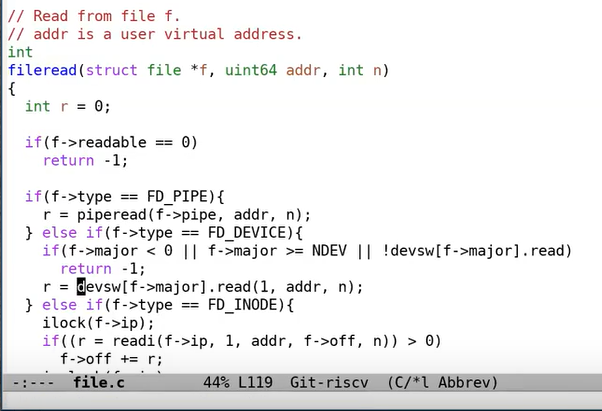 // Read from file f.
// addr is a user virtual address.
int
fileread(struct file *f, uint64 addr, int n)
{
  int r = 0;

  if(f->readable == 0)
    return -1;

  if(f->type == FD_PIPE){
    r = piperead(f->pipe, addr, n);
  } else if(f->type == FD_DEVICE){
    if(f->major < 0 || f->major >= NDEV || !devsw[f->major].read)
      return -1;
    r = devsw[f->major].read(1, addr, n);
  } else if(f->type == FD_INODE){
    ilock(f->ip);
    if((r = readi(f->ip, 1, addr, f->off, n)) > 0)
      f->off += r;
-:--- file.c 44% L119 Git-riscv (C/*l Abbrev)